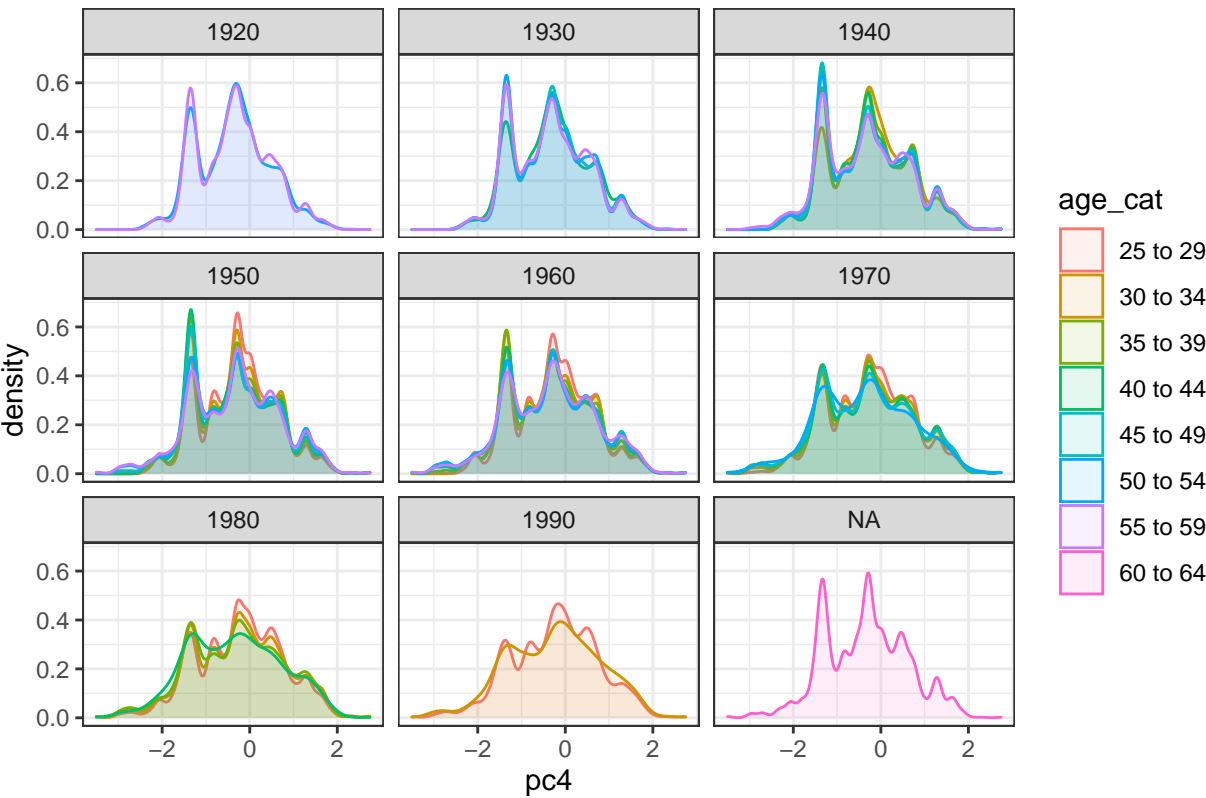 1920
1930
1940
0.6
0.4
0.2
0.0
1950
1960
1970
0.6
0.4
0.2
0.0
density
1980
1990
NA
0.6
0.4
0.2
0.0
−2 0 2
−2 0 2
−2 0 2
pc4
age_cat
25 to 29
30 to 34
35 to 39
40 to 44
45 to 49
50 to 54
55 to 59
60 to 64